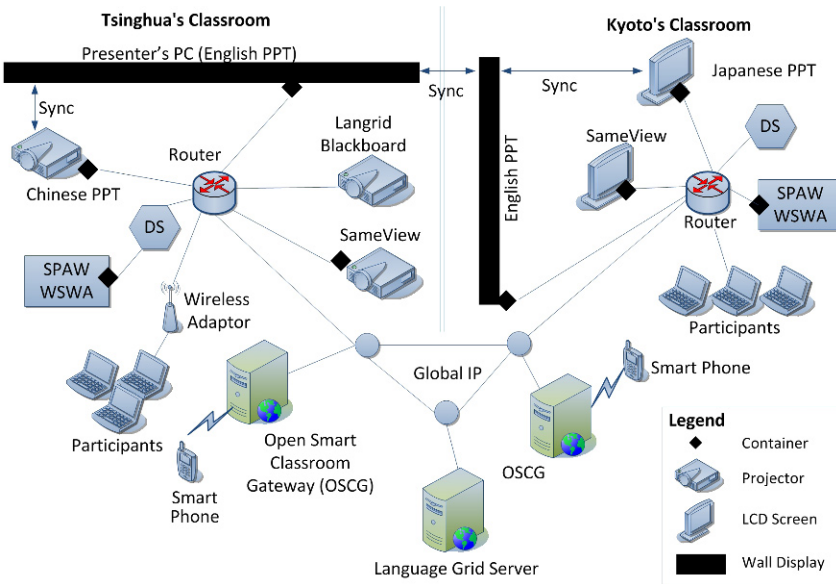 Tsinghua's Classroom
Kyoto's Classroom
Presenter's PC (English PPT)
Sync
Sync
Sync
Japanese PPT
Chinese PPT
Router
Langrid
Blackboard
SameView
DS
SPAW
WSWA
Wireless
Adaptor
Participants
Smart
Phone
Open Smart
Classroom
Gateway (OSCG)
English PPT
SameView
DS
Router
SPAW
WSWA
Participants
Global IP
Smart Phone
OSCG
Language Grid Server
Legend
Container
Projector
LCD Screen
Wall Display